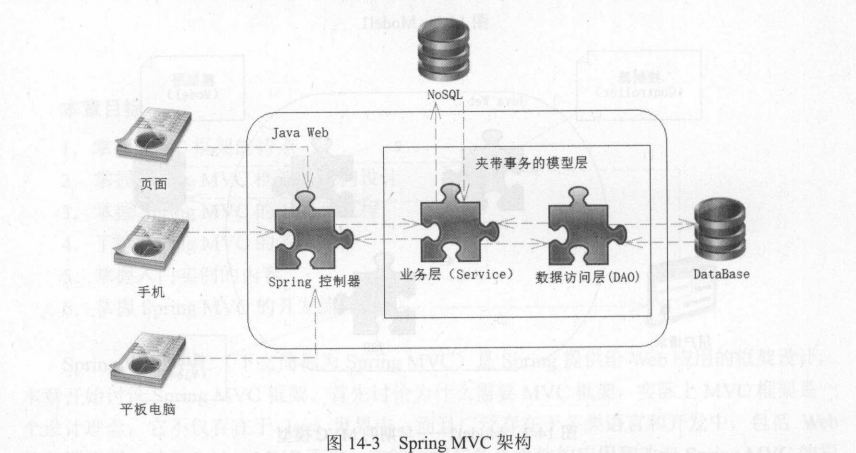 NoSQL
Java Web
夹带事务的模型层
页面
手机
平板电脑
Spring 控制器
业务层（Service）
数据访问层(DAO)
DataBase
图 14-3 Spring MVC 架构